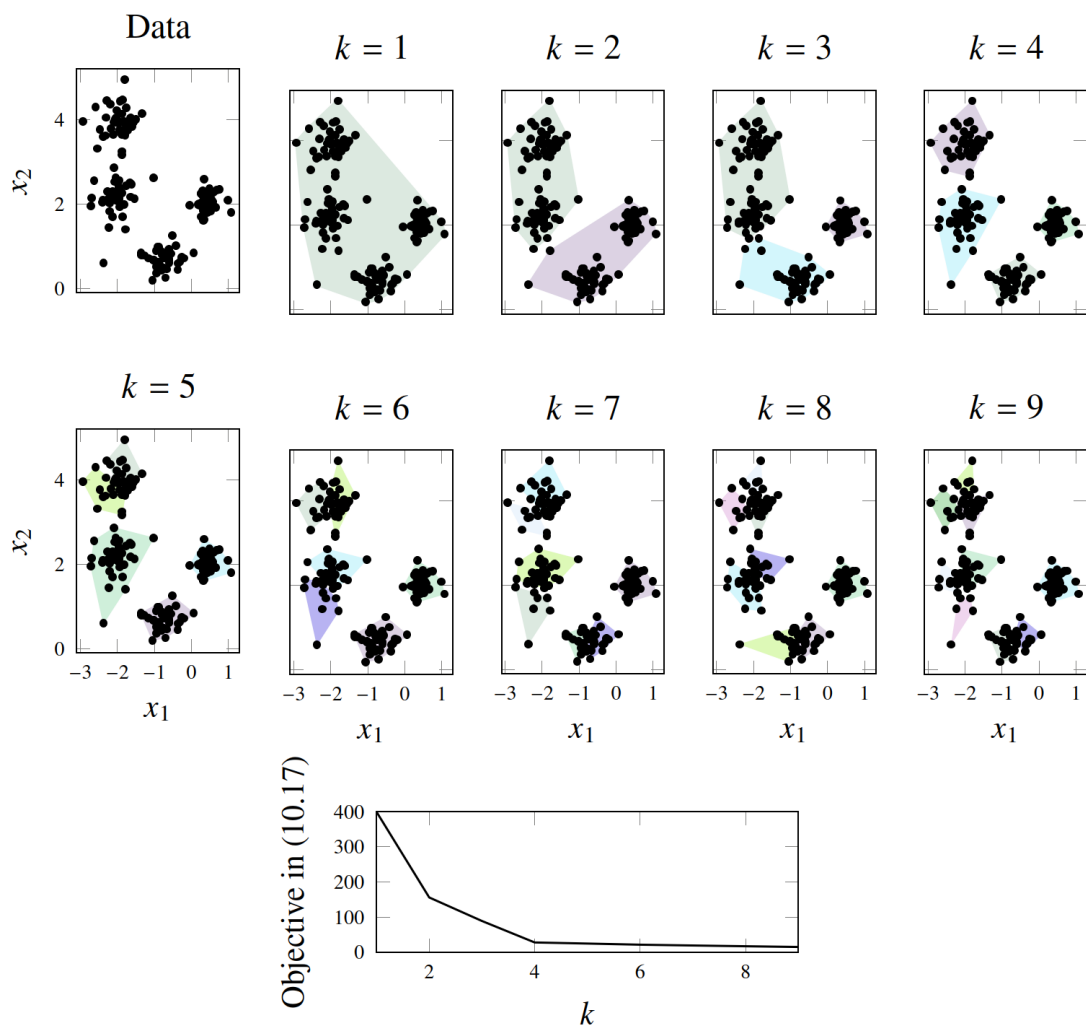 Data
k = 1
k = 2
k = 3
k = 4
x2
4
2
0
k = 5
k = 6
k = 7
k = 8
k = 9
x2
4
2
0
−3 −2 −1 0 1
x1
−3 −2 −1 0 1
x1
−3 −2 −1 0 1
x1
−3 −2 −1 0 1
x1
−3 −2 −1 0 1
x1
Objective in (10.17)
400
300
200
100
0
2 4 6 8
k